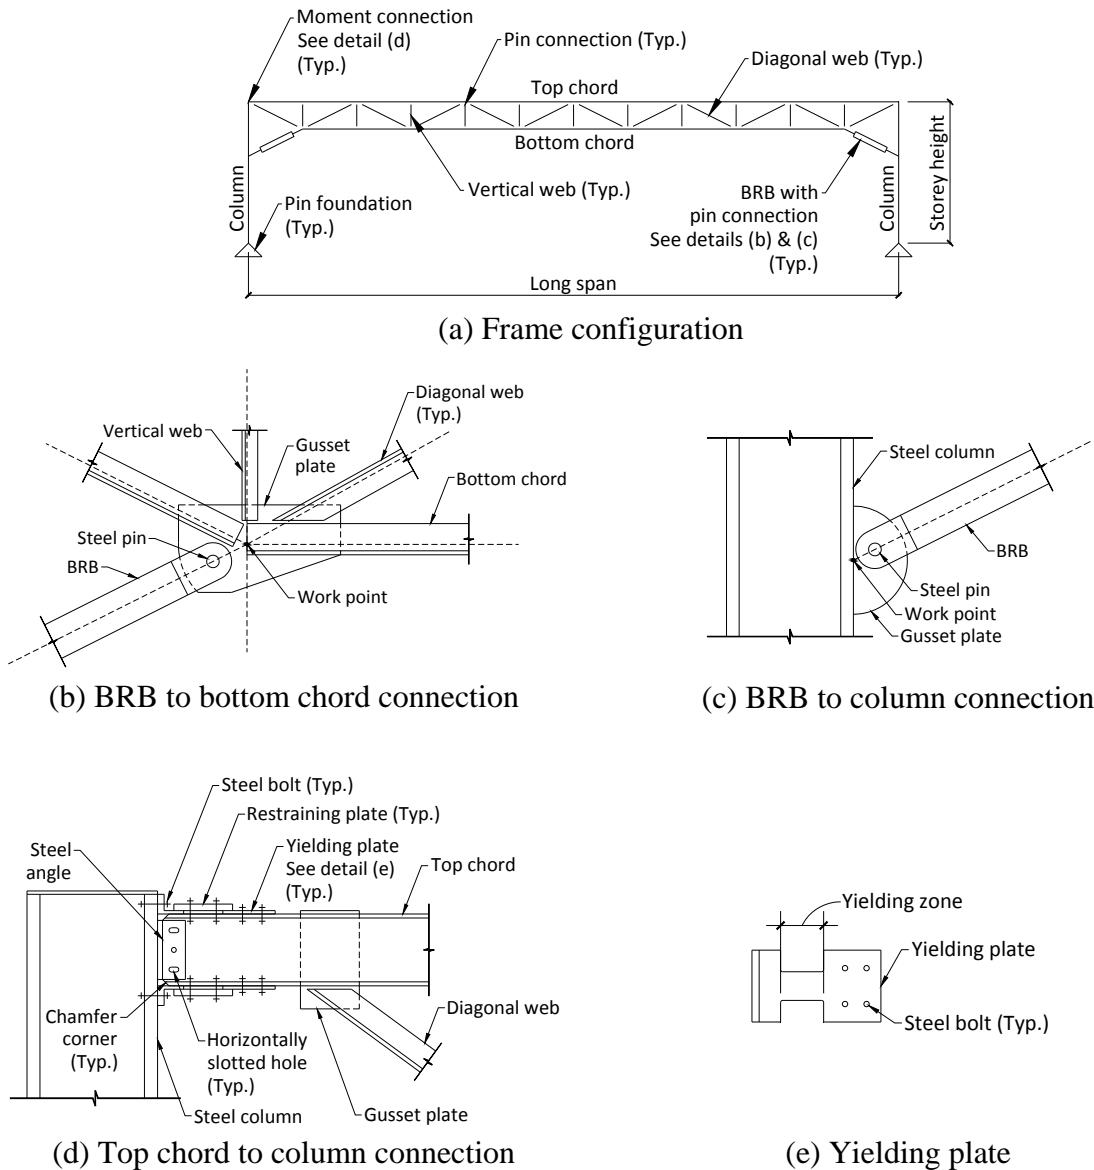 Moment connection
See detail (d)
(Typ.)
Pin connection (Typ.)
Diagonal web (Typ.)
Top chord
Bottom chord
Column
Pin foundation
(Typ.)
Vertical web (Typ.)
BRB with
pin connection
See details (b) & (c)
(Typ.)
Column
Storey height
Long span
(a) Frame configuration
Diagonal web
(Typ.)
Vertical web
Gusset
plate
Bottom chord
Steel pin
BRB
Work point
(b) BRB to bottom chord connection
Steel column
BRB
Steel pin
Work point
Gusset plate
(c) BRB to column connection
Steel bolt (Typ.)
Restraining plate (Typ.)
Steel
angle
Yielding plate
See detail (e)
(Typ.)
Top chord
Chamfer
corner
(Typ.)
Horizontally
slotted hole
(Typ.)
Diagonal web
Steel column
Gusset plate
(d) Top chord to column connection
Yielding zone
Yielding plate
Steel bolt (Typ.)
(e) Yielding plate